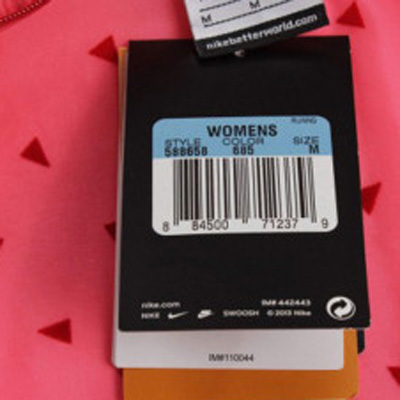 M M
nikebetterworld.com
RUNNING
WOMENS
STYLE COLOR SIZE
588658 685 M
8 84500 71237 9
nike.com IM# 442443
NIKE SWOOSH © 2013 Nike
IM#110044